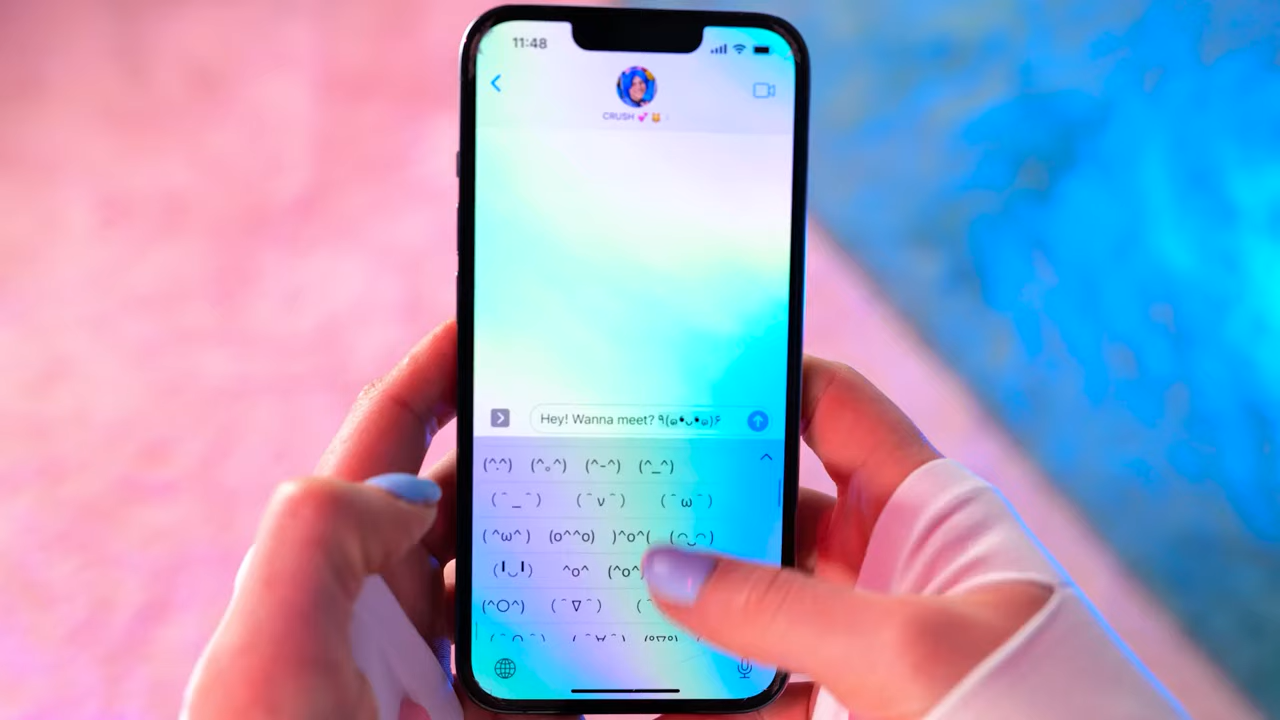 11:48
CRUSH 💕 🐱
Hey! Wanna meet? ٩(๑❛ᴗ❛๑)۶
(^.^) (^｡^) (^-^) (^_^)
(＾_＾) (＾v＾) (＾ω＾)
(^ω^) (o^^o) )^o^( (◠‿◠)
(╹◡╹) ^o^
(^○^) (＾∇＾)